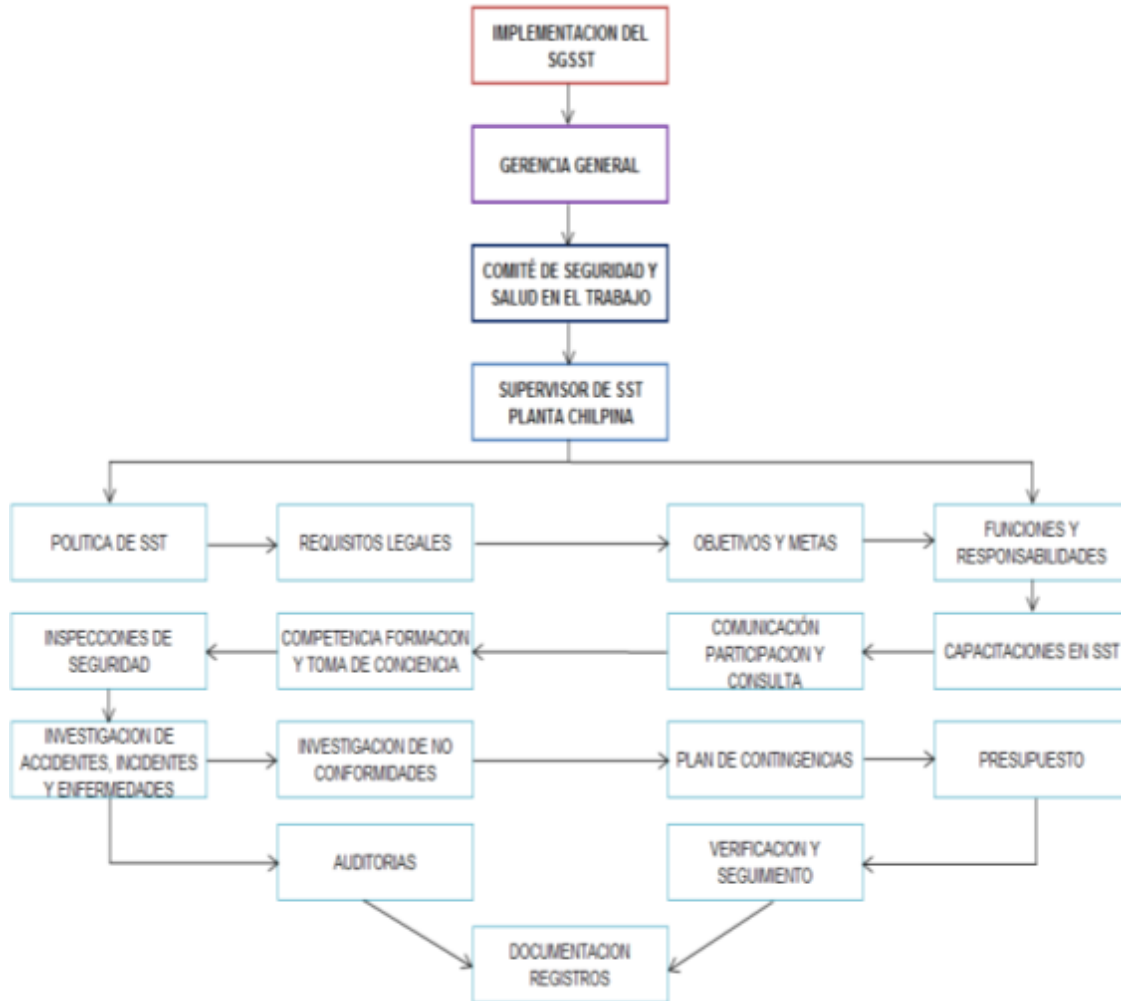 IMPLEMENTACION DEL
SGSST
GERENCIA GENERAL
COMITÉ DE SEGURIDAD Y
SALUD EN EL TRABAJO
SUPERVISOR DE SST
PLANTA CHILPINA
POLITICA DE SST
REQUISITOS LEGALES
OBJETIVOS Y METAS
FUNCIONES Y
RESPONSABILIDADES
INSPECCIONES DE
SEGURIDAD
COMPETENCIA FORMACION
Y TOMA DE CONCIENCIA
COMUNICACIÓN
PARTICIPACION Y
CONSULTA
CAPACITACIONES EN SST
INVESTIGACION DE
ACCIDENTES, INCIDENTES
Y ENFERMEDADES
INVESTIGACION DE NO
CONFORMIDADES
PLAN DE CONTINGENCIAS
PRESUPUESTO
AUDITORIAS
VERIFICACION Y
SEGUIMIENTO
DOCUMENTACION
REGISTROS